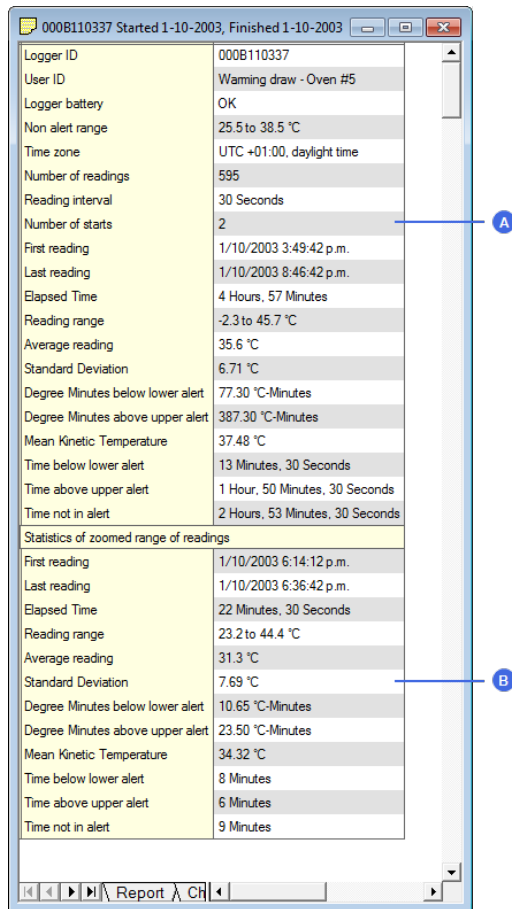 000B110337 Started 1-10-2003, Finished 1-10-2003
Logger ID 000B110337
User ID Warming draw - Oven #5
Logger battery OK
Non alert range 25.5 to 38.5 °C
Time zone UTC +01:00, daylight time
Number of readings 595
Reading interval 30 Seconds
Number of starts 2
A
First reading 1/10/2003 3:49:42 p.m.
Last reading 1/10/2003 8:46:42 p.m.
Elapsed Time 4 Hours, 57 Minutes
Reading range -2.3 to 45.7 °C
Average reading 35.6 °C
Standard Deviation 6.71 °C
Degree Minutes below lower alert 77.30 °C-Minutes
Degree Minutes above upper alert 387.30 °C-Minutes
Mean Kinetic Temperature 37.48 °C
Time below lower alert 13 Minutes, 30 Seconds
Time above upper alert 1 Hour, 50 Minutes, 30 Seconds
Time not in alert 2 Hours, 53 Minutes, 30 Seconds
Statistics of zoomed range of readings
First reading 1/10/2003 6:14:12 p.m.
Last reading 1/10/2003 6:36:42 p.m.
Elapsed Time 22 Minutes, 30 Seconds
Reading range 23.2 to 44.4 °C
Average reading 31.3 °C
Standard Deviation 7.69 °C
B
Degree Minutes below lower alert 10.65 °C-Minutes
Degree Minutes above upper alert 23.50 °C-Minutes
Mean Kinetic Temperature 34.32 °C
Time below lower alert 8 Minutes
Time above upper alert 6 Minutes
Time not in alert 9 Minutes
Report Ch